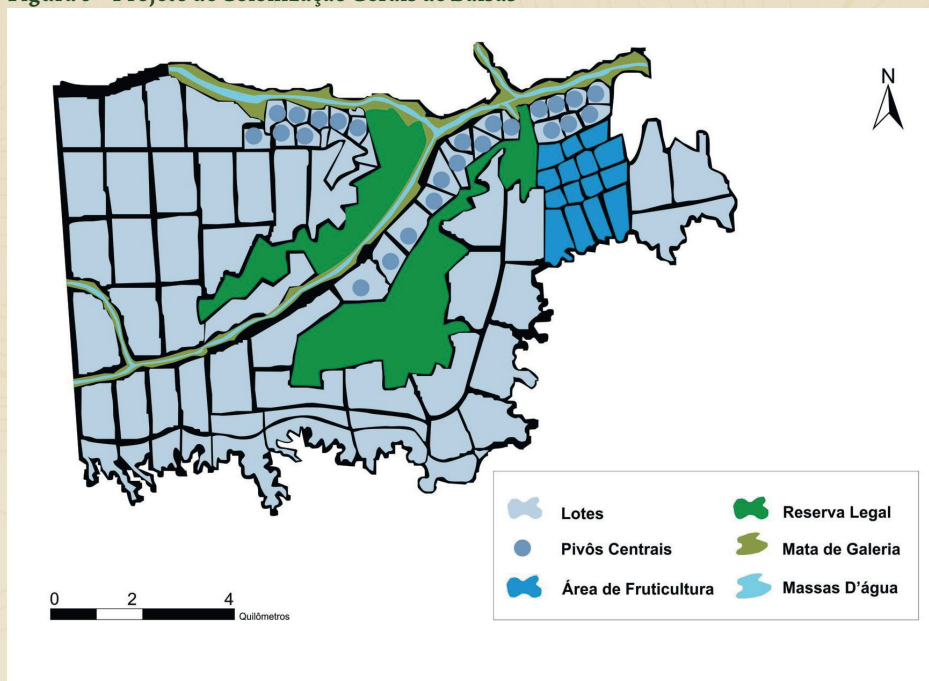 N
Lotes
Pivôs Centrais
Área de Fruticultura
Reserva Legal
Mata de Galeria
Massas D'água
0 2 4
Quilômetros